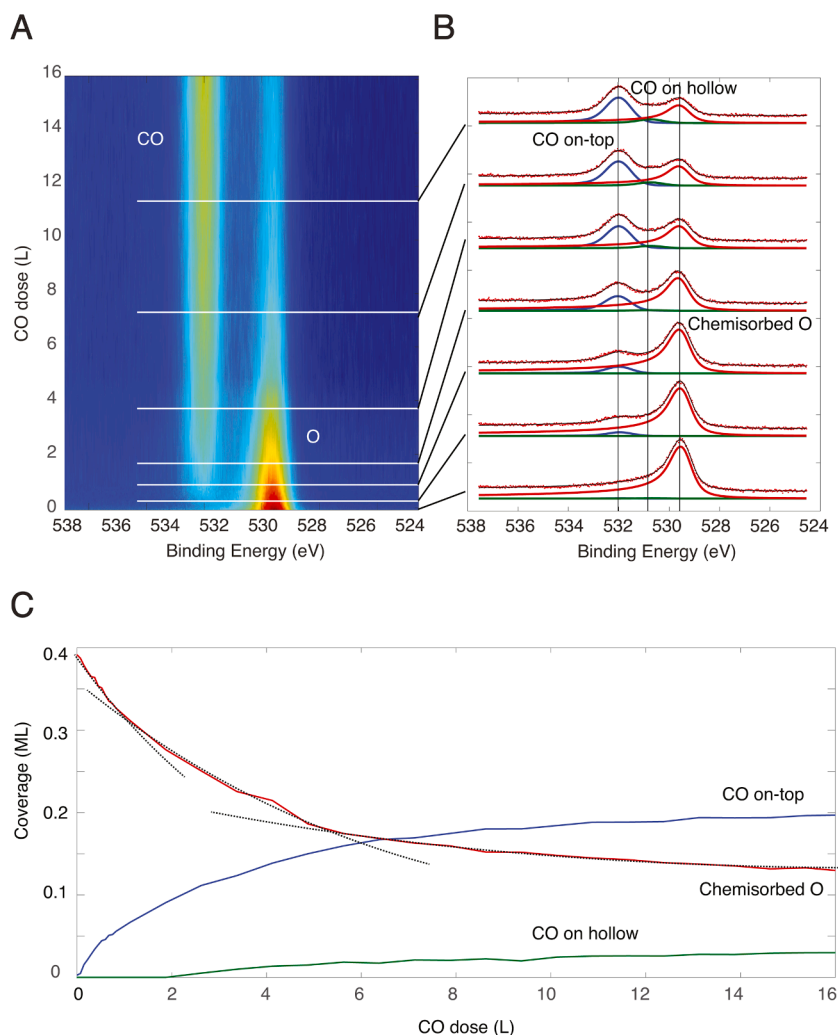 A
B
16
14
12
10
8
6
4
2
0
CO dose (L)
CO
O
538
536
534
532
530
528
526
524
Binding Energy (eV)
CO on hollow
CO on-top
Chemisorbed O
538
536
534
532
530
528
526
524
Binding Energy (eV)
C
0.4
0.3
0.2
0.1
0
Coverage (ML)
CO on-top
Chemisorbed O
CO on hollow
0
2
4
6
8
10
12
14
16
CO dose (L)